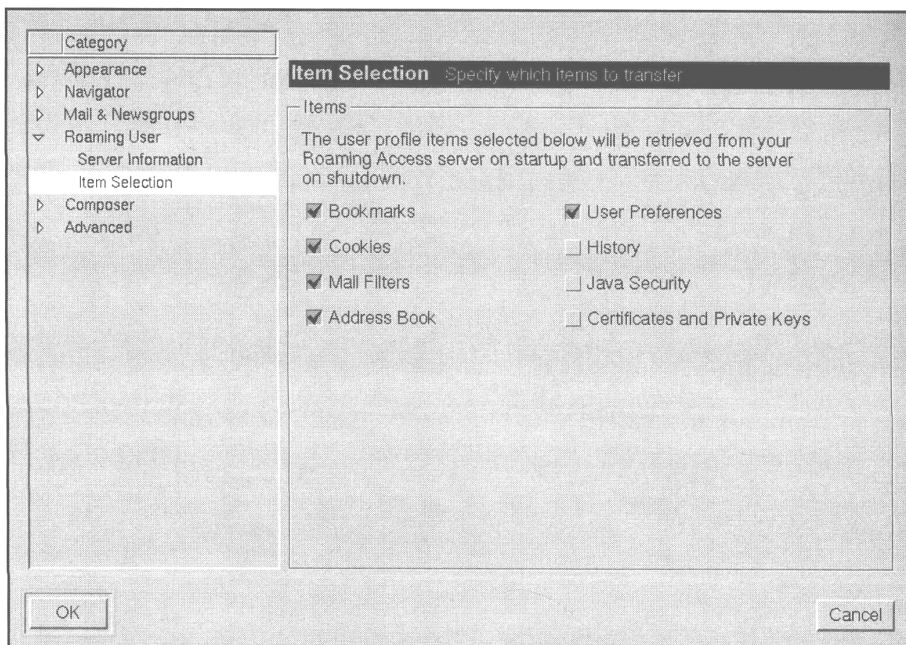 Category
Appearance
Navigator
Mail & Newsgroups
Roaming User
Server Information
Item Selection
Composer
Advanced
Item Selection Specify which items to transfer
Items
The user profile items selected below will be retrieved from your
Roaming Access server on startup and transferred to the server
on shutdown.
Bookmarks
User Preferences
Cookies
History
Mail Filters
Java Security
Address Book
Certificates and Private Keys
OK
Cancel